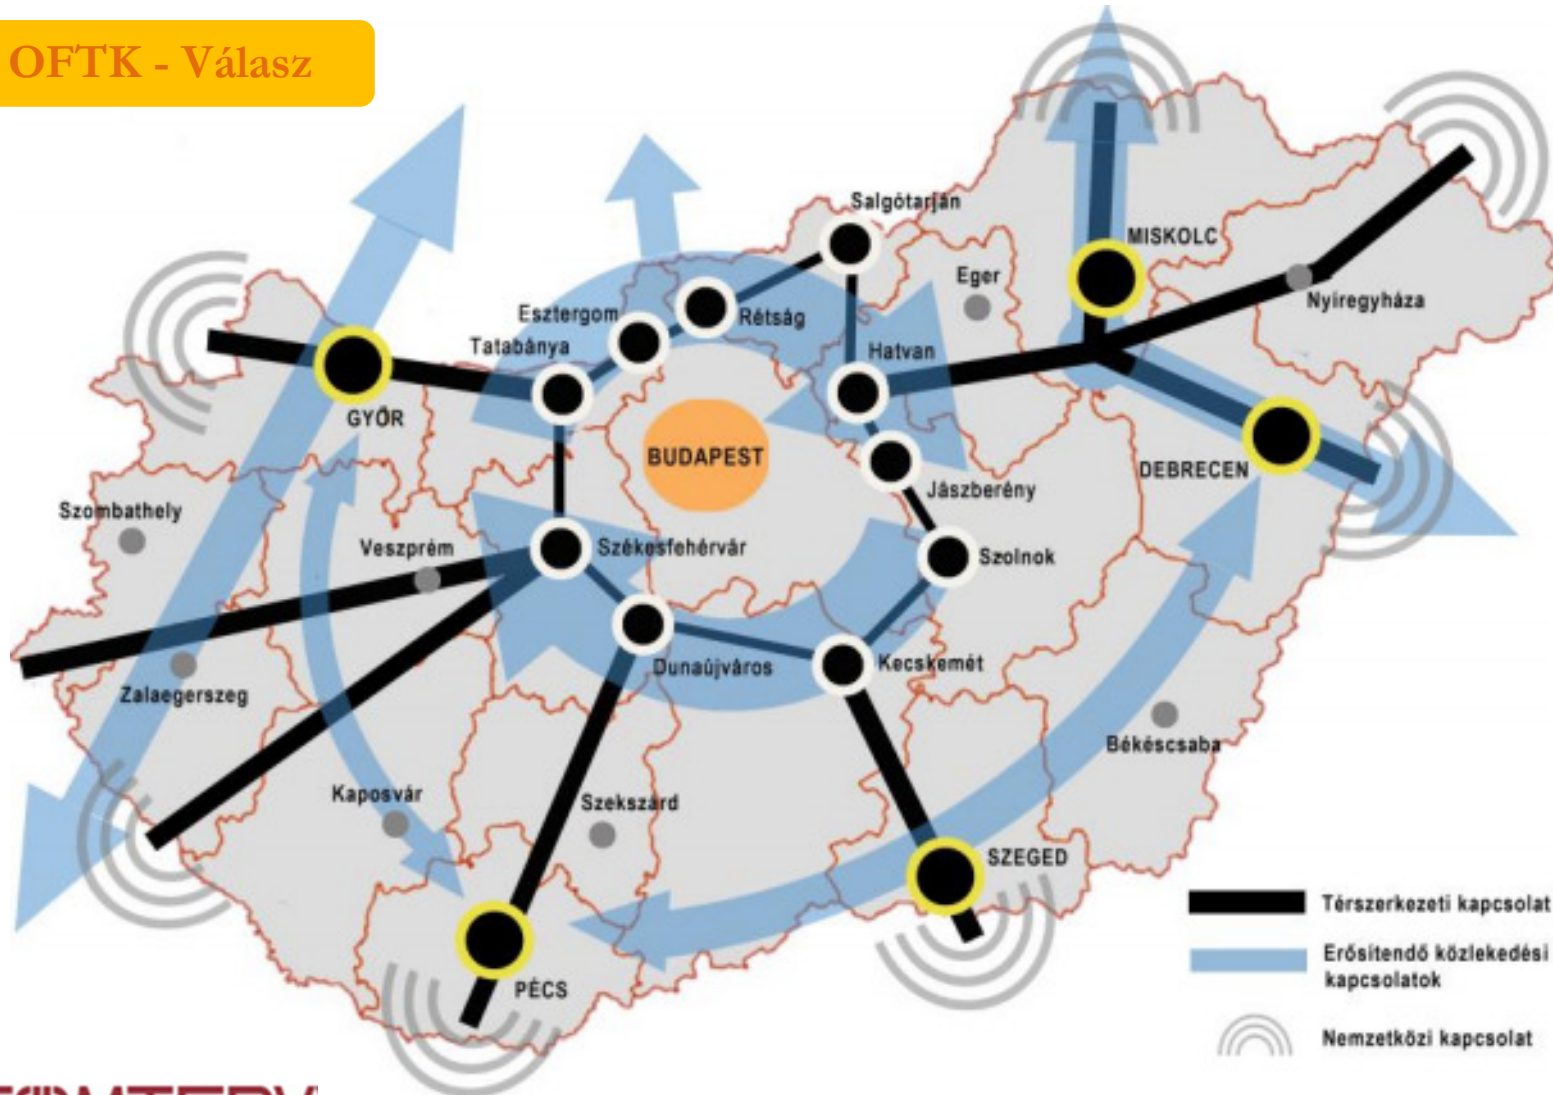 OFTK - Válasz
Salgótarján
MISKOLC
Eger
Nyíregyháza
Esztergom
Rétság
Tatabánya
Hatvan
GYŐR
BUDAPEST
DEBRECEN
Jászberény
Szombathely
Veszprém
Székesfehérvár
Szolnok
Dunaújváros
Kecskemét
Zalaegerszeg
Békéscsaba
Kaposvár
Szekszárd
SZEGED
PÉCS
Térszerkezeti kapcsolat
Erősítendő közlekedési
kapcsolatok
Nemzetközi kapcsolat